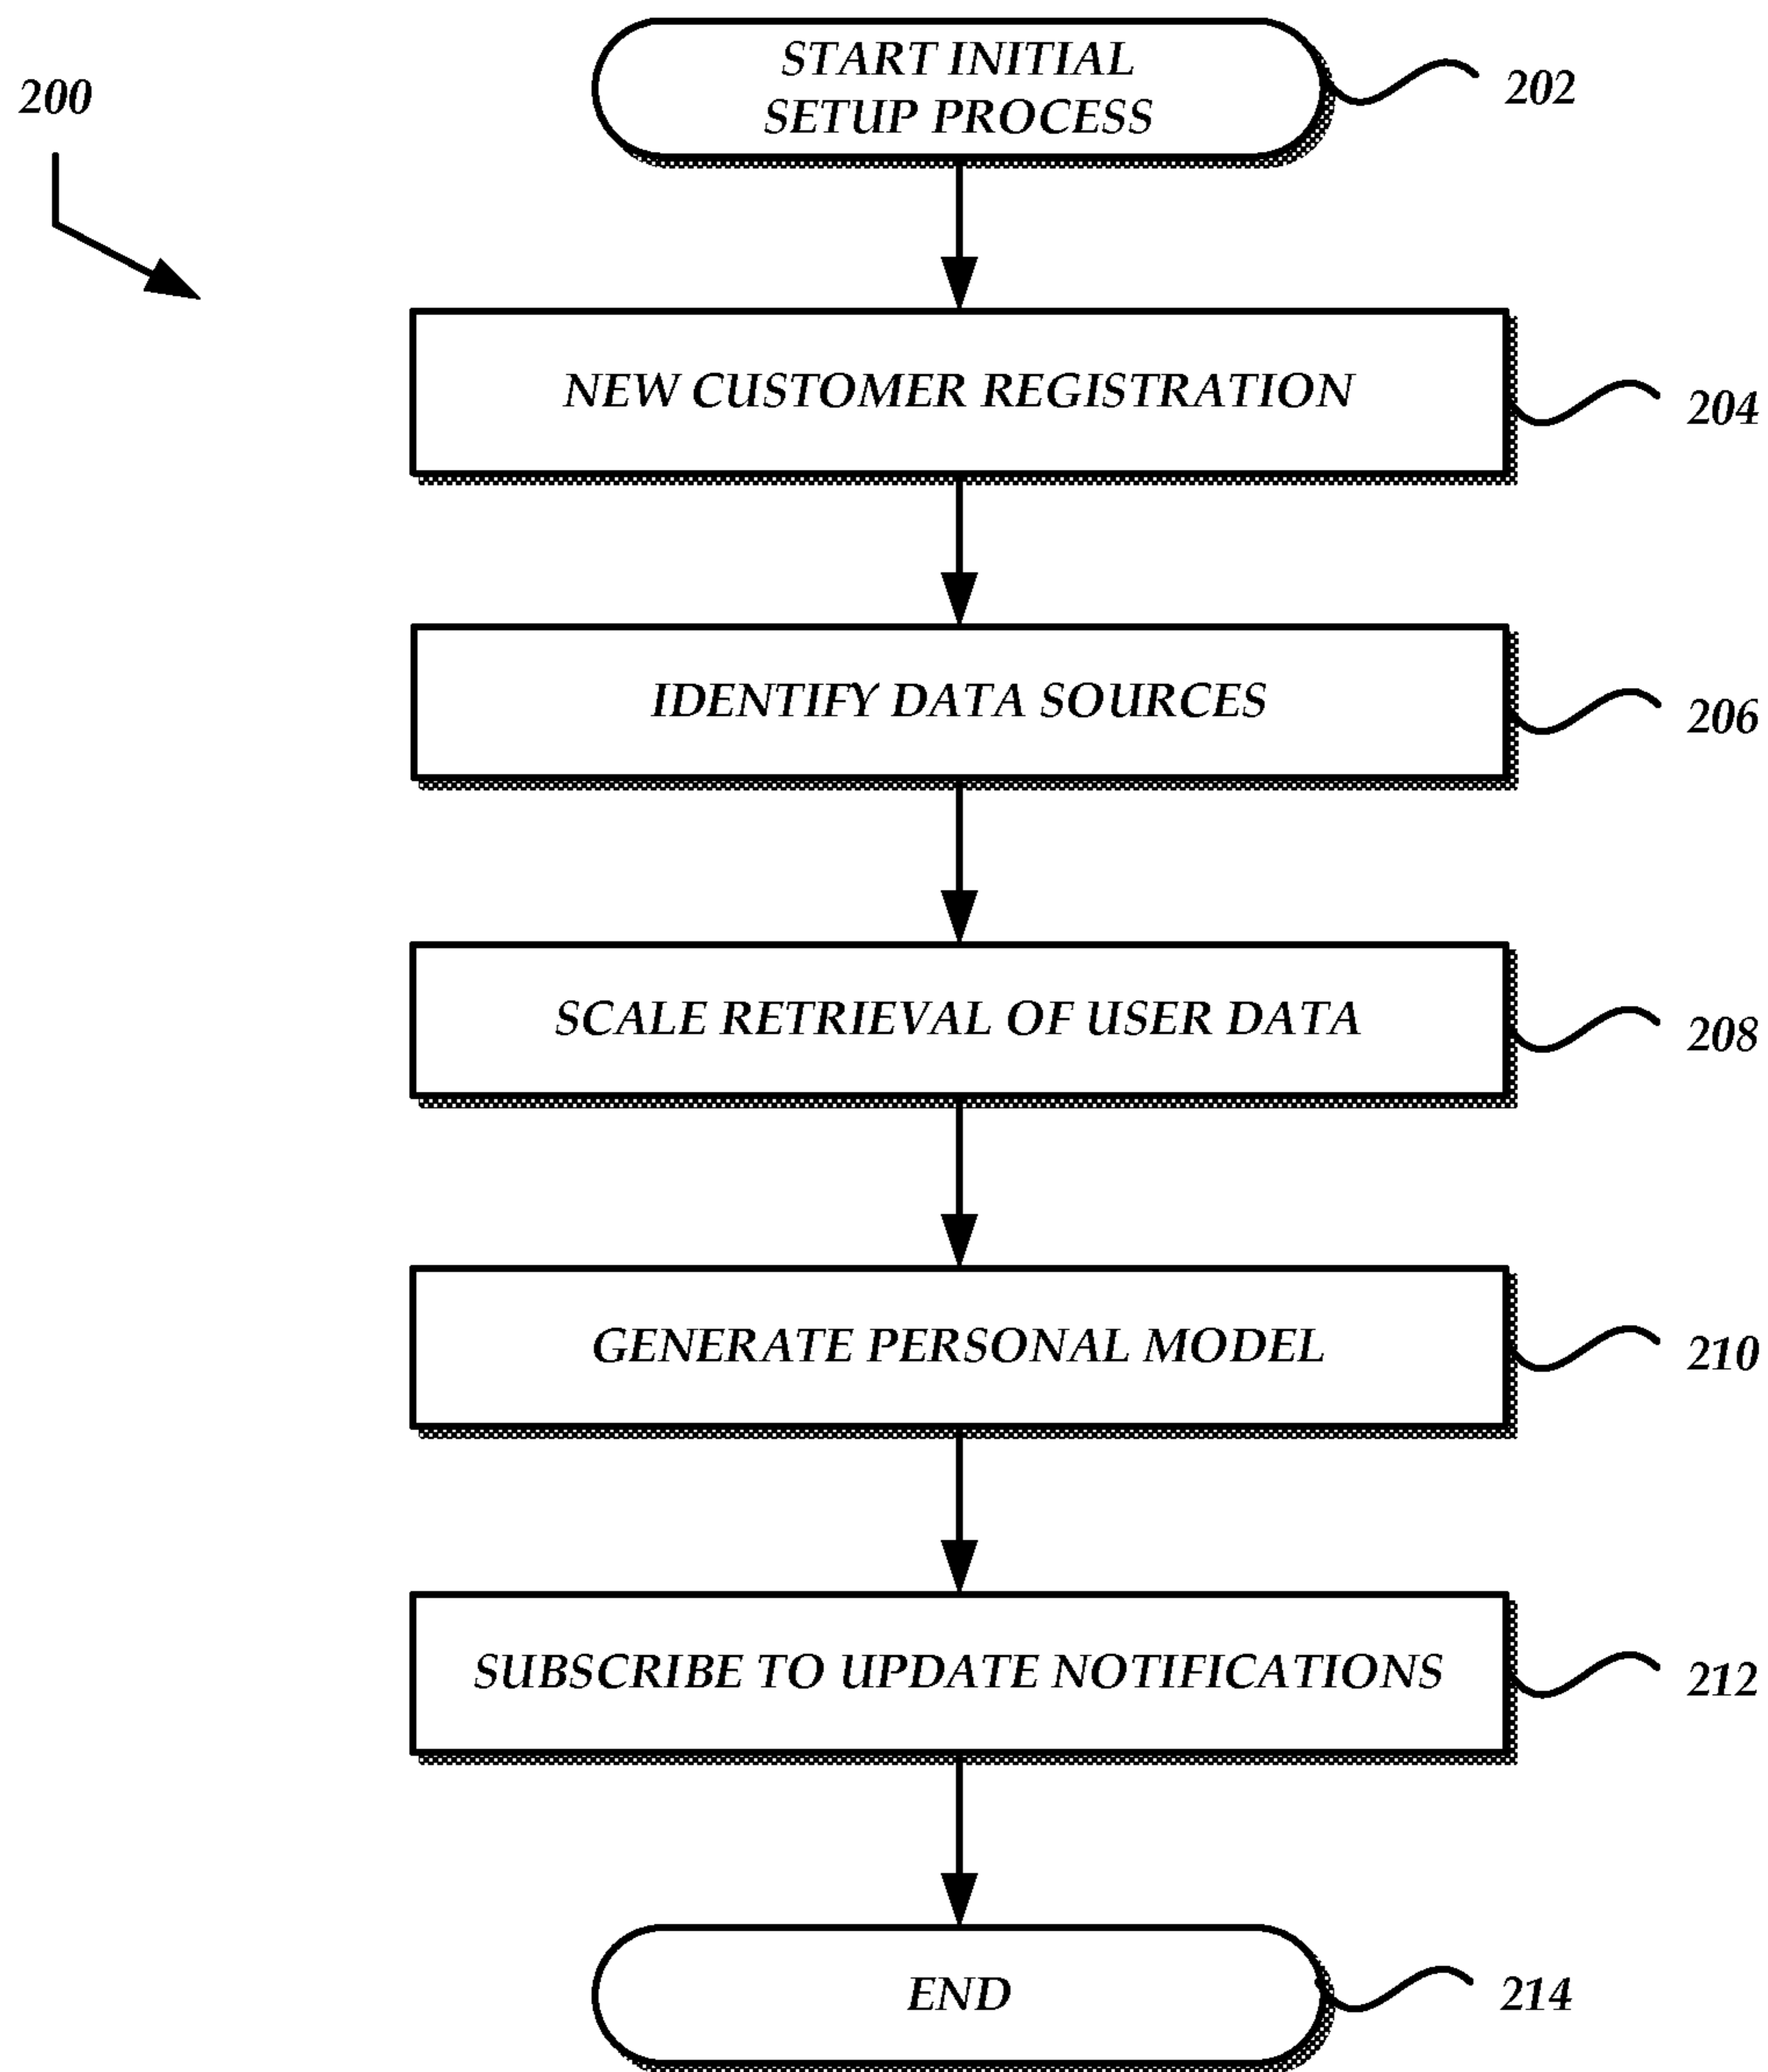 200
START INITIAL
SETUP PROCESS
202
NEW CUSTOMER REGISTRATION
204
IDENTIFY DATA SOURCES
206
SCALE RETRIEVAL OF USER DATA
208
GENERATE PERSONAL MODEL
210
SUBSCRIBE TO UPDATE NOTIFICATIONS
212
END
214